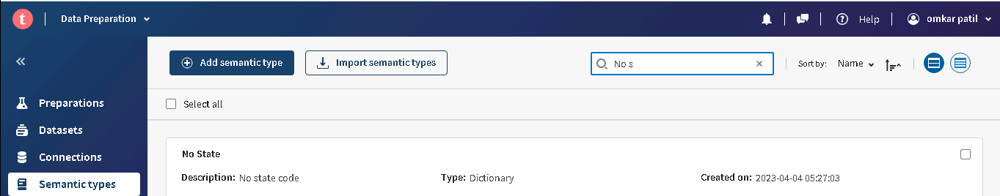 t Data Preparation Help omkar patil
Add semantic type Import semantic types No s Sort by: Name
Select all
Preparations
Datasets
Connections
Semantic types
No State
Description: No state code Type: Dictionary Created on: 2023-04-04 05:27:03